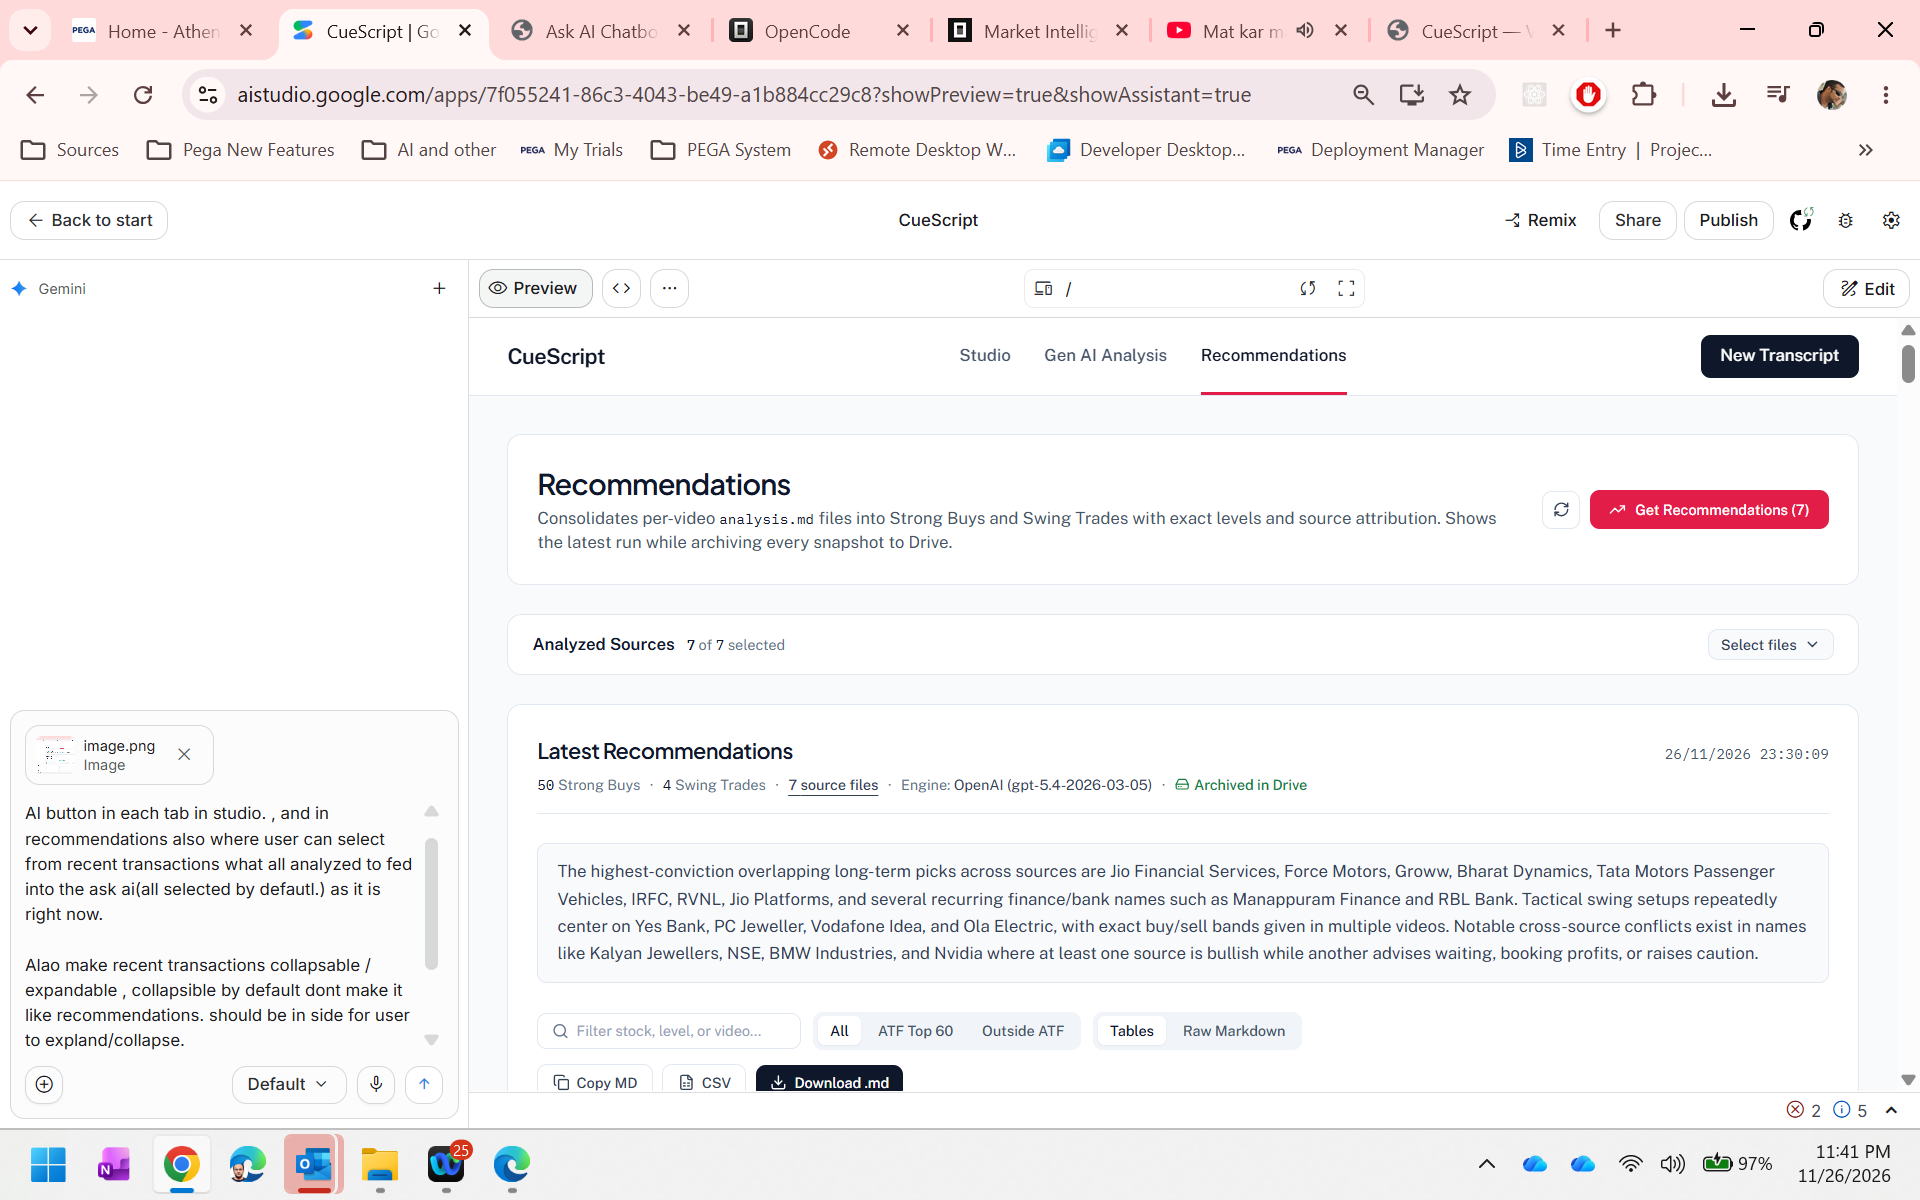 PEGA Home - Athen
CueScript | Go
Ask AI Chatbo
OpenCode
Market Intellig
Mat kar m
CueScript —
aistudio.google.com/apps/7f055241-86c3-4043-be49-a1b884cc29c8?showPreview=true&showAssistant=true
Sources
Pega New Features
AI and other
PEGA My Trials
PEGA System
Remote Desktop W...
Developer Desktop...
PEGA Deployment Manager
Time Entry | Projec...
Back to start
CueScript
Remix
Share
Publish
Gemini
Preview
/
Edit
CueScript
Studio
Gen AI Analysis
Recommendations
New Transcript
Recommendations
Consolidates per-video analysis.md files into Strong Buys and Swing Trades with exact levels and source attribution. Shows
the latest run while archiving every snapshot to Drive.
Get Recommendations (7)
Analyzed Sources 7 of 7 selected
Select files
Latest Recommendations
26/11/2026 23:30:09
50 Strong Buys · 4 Swing Trades · 7 source files · Engine: OpenAI (gpt-5.4-2026-03-05) · Archived in Drive
The highest-conviction overlapping long-term picks across sources are Jio Financial Services, Force Motors, Groww, Bharat Dynamics, Tata Motors Passenger
Vehicles, IRFC, RVNL, Jio Platforms, and several recurring finance/bank names such as Manappuram Finance and RBL Bank. Tactical swing setups repeatedly
center on Yes Bank, PC Jeweller, Vodafone Idea, and Ola Electric, with exact buy/sell bands given in multiple videos. Notable cross-source conflicts exist in names
like Kalyan Jewellers, NSE, BMW Industries, and Nvidia where at least one source is bullish while another advises waiting, booking profits, or raises caution.
Filter stock, level, or video...
All
ATF Top 60
Outside ATF
Tables
Raw Markdown
Copy MD
CSV
Download .md
image.png
Image
AI button in each tab in studio. , and in
recommendations also where user can select
from recent transactions what all analyzed to fed
into the ask ai(all selected by defautl.) as it is
right now.
Alao make recent transactions collapsable /
expandable , collapsible by default dont make it
like recommendations. should be in side for user
to expland/collapse.
Default
2
5
25
97%
11:41 PM
11/26/2026